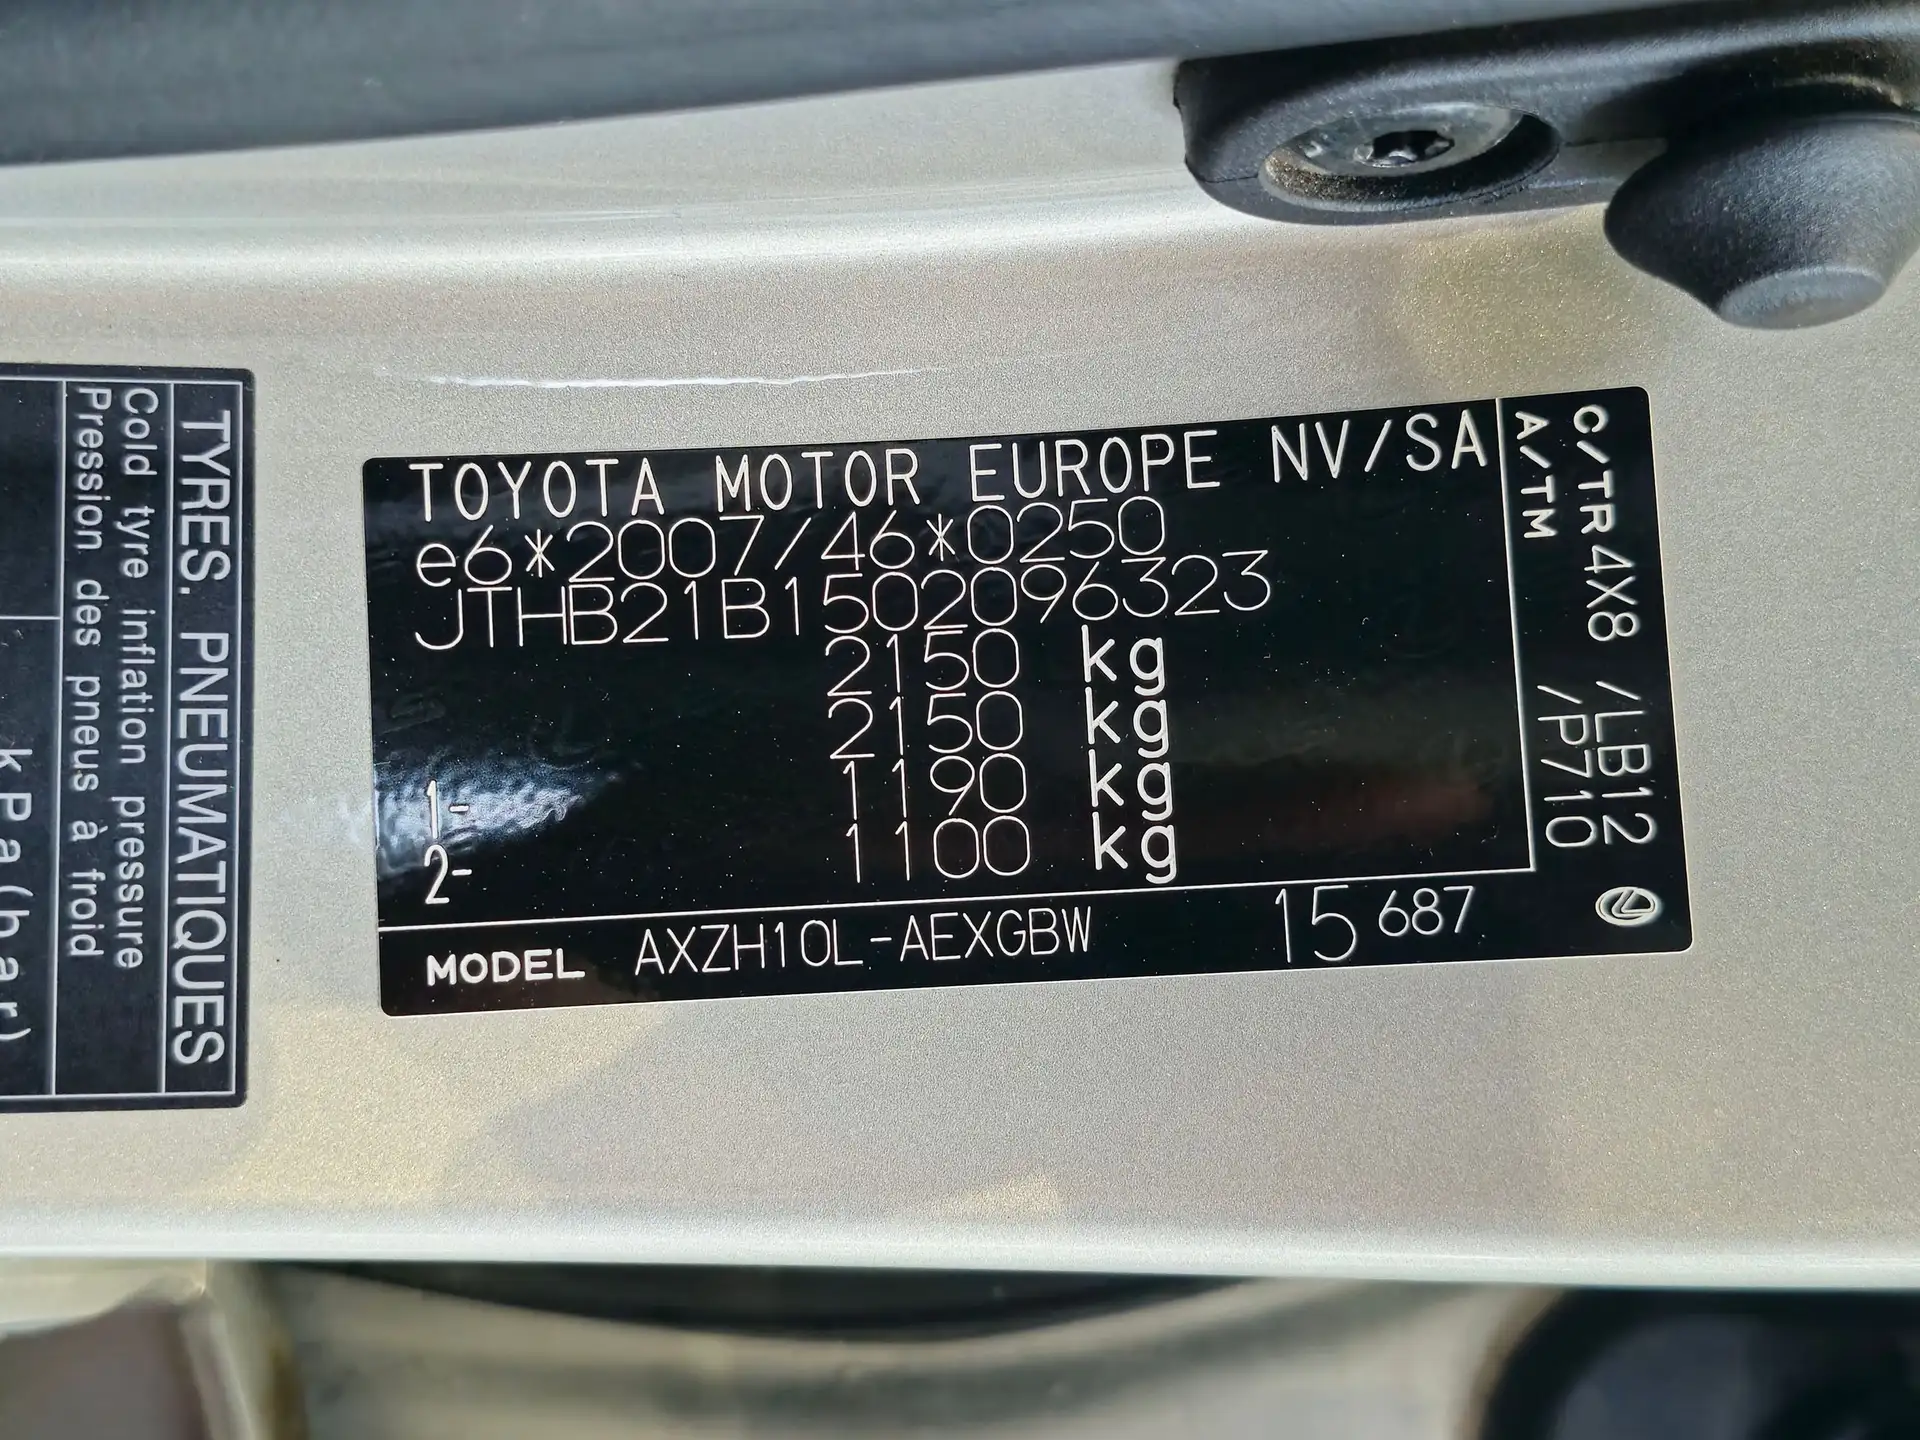 TYRES. PNEUMATIQUES
Cold tyre inflation pressure
Pression des pneus à froid
kPa(bar)
TOYOTA MOTOR EUROPE NV/SA
e6*2007/46*0250
JTHB21B1502096323
2150 kg
2150 kg
1- 1190 kg
2- 1100 kg
MODEL AXZH10L-AEXGBW 15 687
C/TR 4X8 /LB12
A/TM /P710